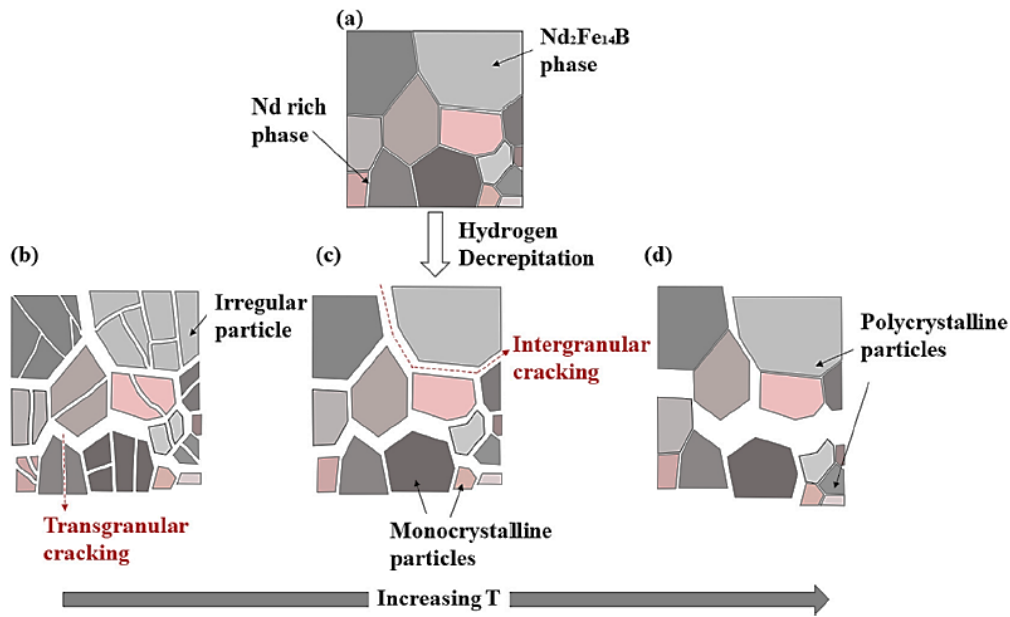 (a)
Nd₂Fe₁₄B
phase
Nd rich
phase
Hydrogen
Decrepitation
(b)
(c)
(d)
Irregular
particle
Intergranular
cracking
Polycrystalline
particles
Transgranular
cracking
Monocrystalline
particles
Increasing T